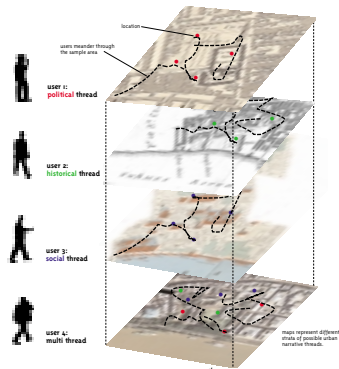 location
users meander through
the sample area
user 1:
political thread
user 2:
historical thread
user 3:
social thread
user 4:
multi thread
maps represent different
strata of possible urban
narrative threads.